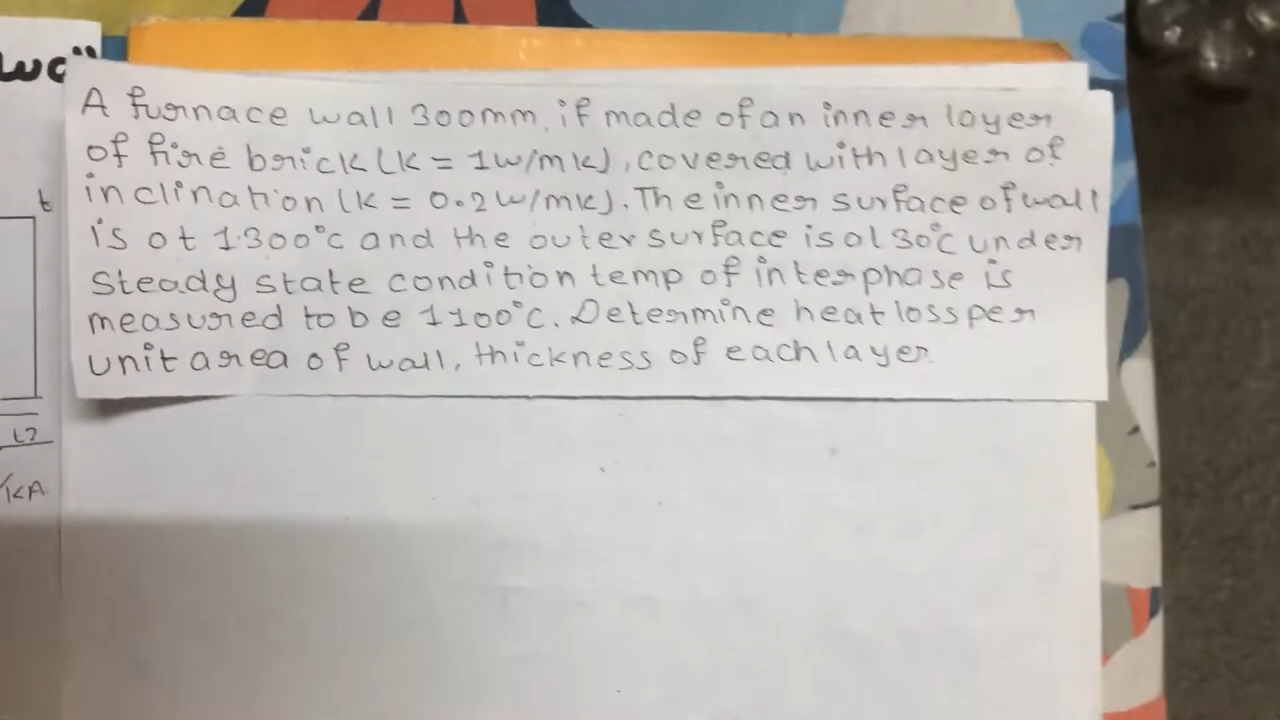 wa"
A furnace wall 300mm, if made of an inner layer
of fire brick (K = 1w/mk), covered with layer of
inclination (K = 0.2w/mk). The inner surface of wall
is at 1300°c and the outer surface is at 30°c under
steady state condition temp of interphase is
measured to be 1100°c. Determine heat loss per
unit area of wall, thickness of each layer.
t
L2
/KA